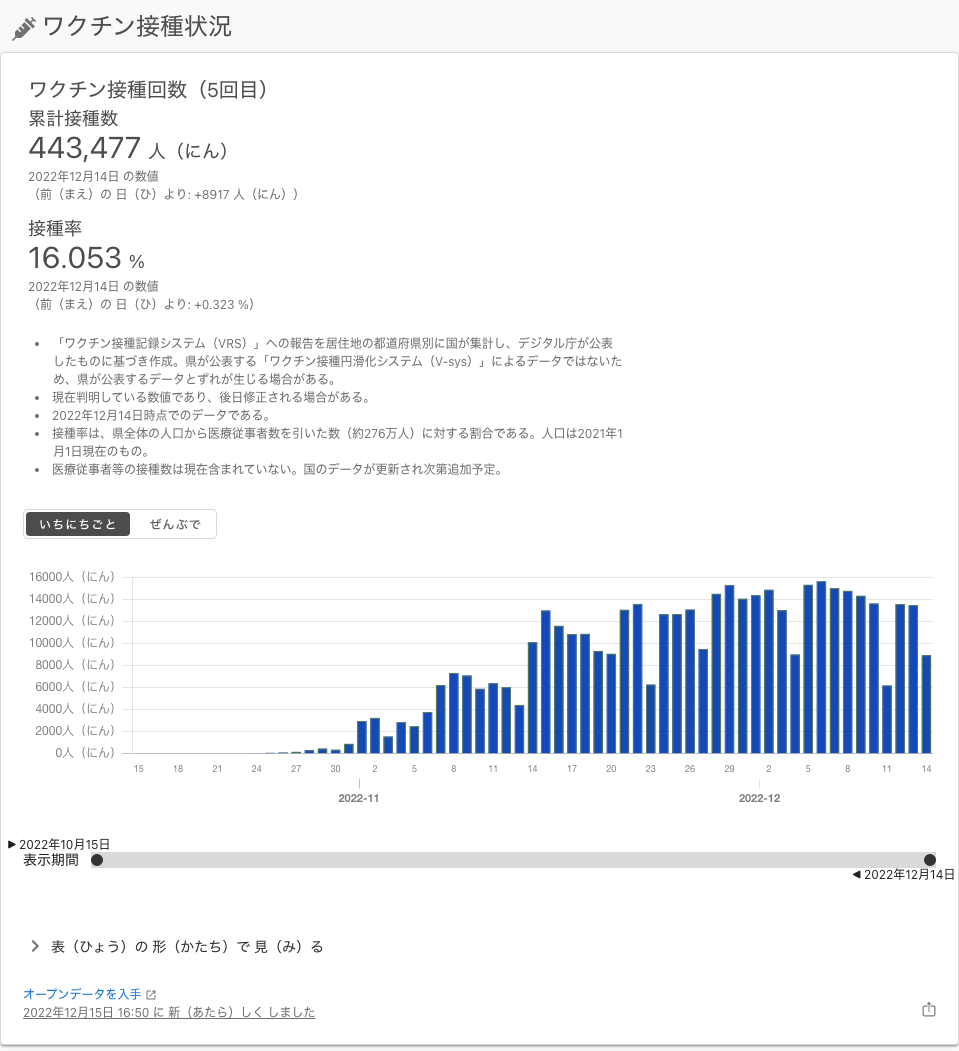 ワクチン接種状況
ワクチン接種回数（5回目）
累計接種数
443,477 人（にん）
2022年12月14日 の数値
（前（まえ）の 日（ひ）より: +8917 人（にん））
接種率
16.053 %
2022年12月14日 の数値
（前（まえ）の 日（ひ）より: +0.323 %）
• 「ワクチン接種記録システム（VRS）」への報告を居住地の都道府県別に国が集計し、デジタル庁が公表
したものに基づき作成。県が公表する「ワクチン接種円滑化システム（V-sys）」によるデータではないた
め、県が公表するデータとずれが生じる場合がある。
• 現在判明している数値であり、後日修正される場合がある。
• 2022年12月14日時点でのデータである。
• 接種率は、県全体の人口から医療従事者数を引いた数（約276万人）に対する割合である。人口は2021年1
月1日現在のもの。
• 医療従事者等の接種数は現在含まれていない。国のデータが更新され次第追加予定。
いちにちごと ぜんぶで
16000人（にん）
14000人（にん）
12000人（にん）
10000人（にん）
8000人（にん）
6000人（にん）
4000人（にん）
2000人（にん）
0人（にん）
15 18 21 24 27 30 2 5 8 11 14 17 20 23 26 29 2 5 8 11 14
2022-11 2022-12
▶ 2022年10月15日
表示期間
◀ 2022年12月14日
表（ひょう）の 形（かたち）で 見（み）る
オープンデータを入手
2022年12月15日 16:50 に 新（あたら）しく しました